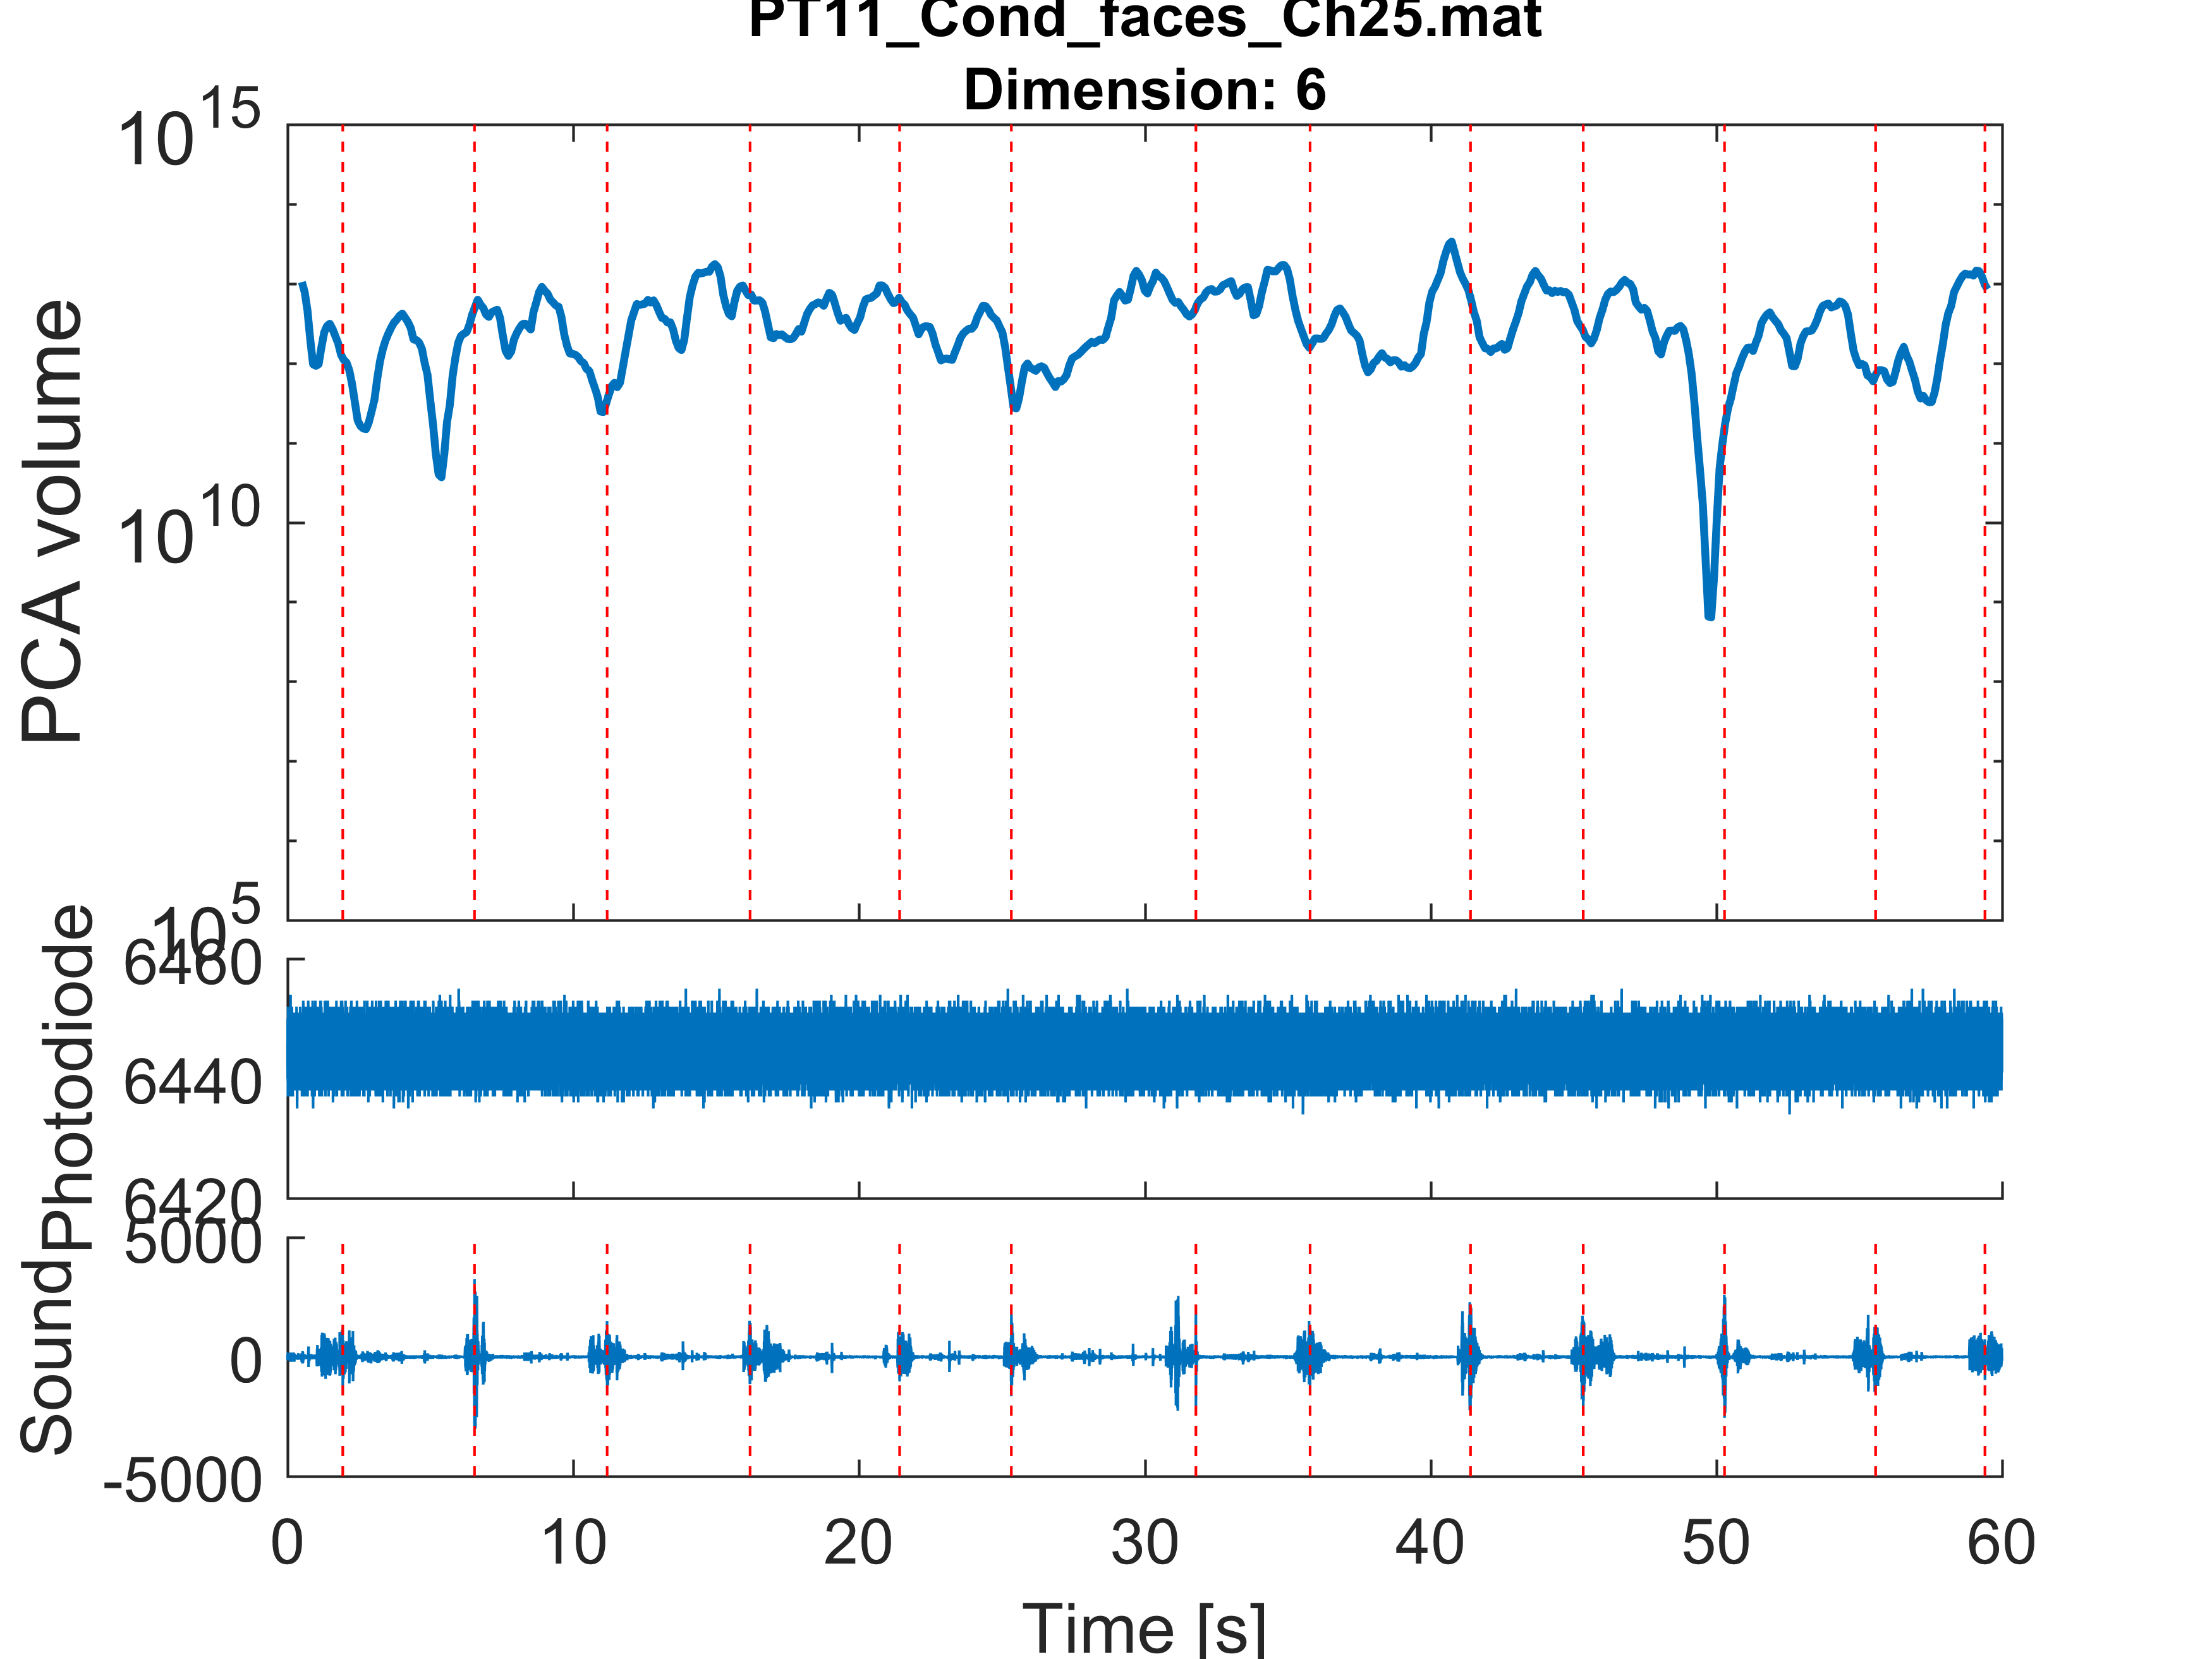 PT11_Cond_faces_Ch25.mat
Dimension: 6
10^15
10^10
10^5
PCA volume
6460
6440
6420
Photodiode
5000
0
-5000
Sound
0 10 20 30 40 50 60
Time [s]